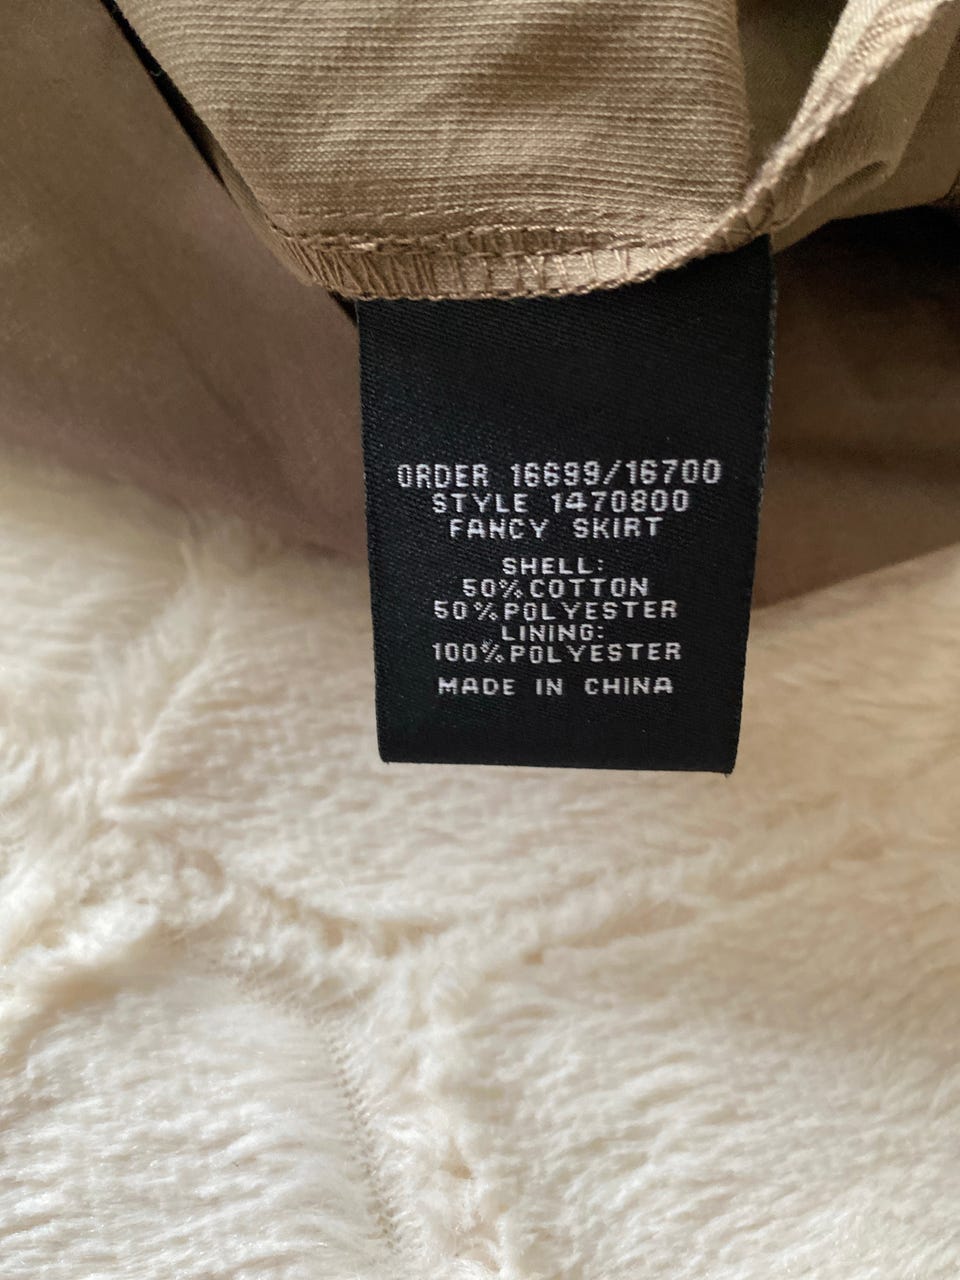 ORDER 16699/16700
STYLE 1470800
FANCY SKIRT
SHELL:
50%COTTON
50%POLYESTER
LINING:
100%POLYESTER
MADE IN CHINA